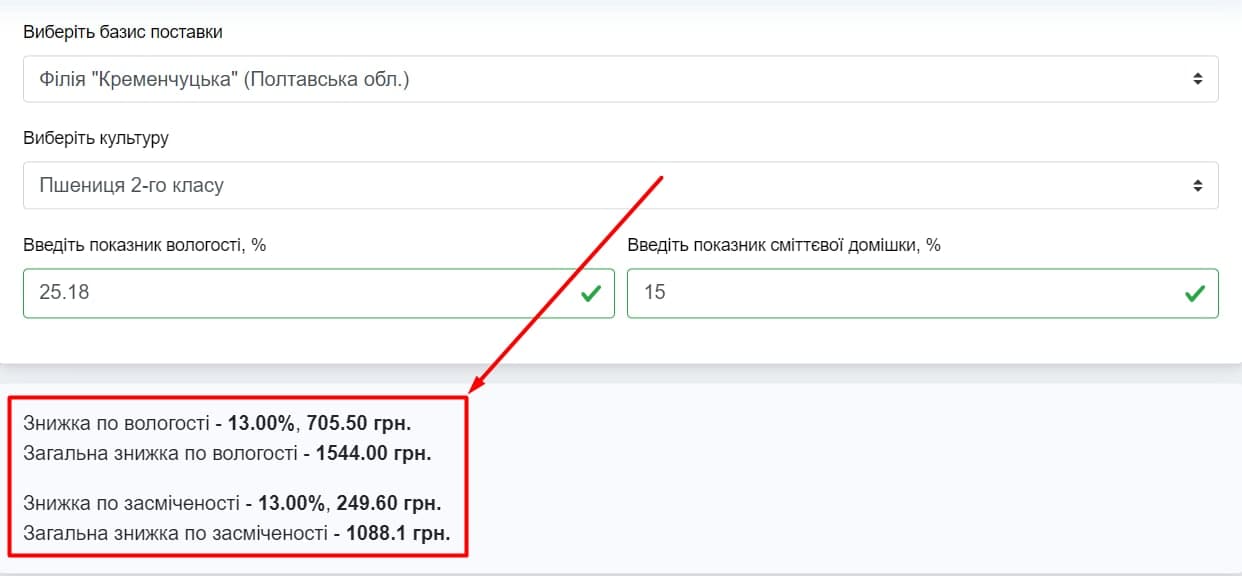 Виберіть базис поставки
Філія "Кременчуцька" (Полтавська обл.)
Виберіть культуру
Пшениця 2-го класу
Введіть показник вологості, %
Введіть показник сміттєвої домішки, %
25.18
15
Знижка по вологості - 13.00%, 705.50 грн.
Загальна знижка по вологості - 1544.00 грн.
Знижка по засміченості - 13.00%, 249.60 грн.
Загальна знижка по засміченості - 1088.1 грн.